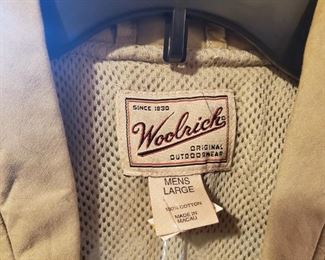 SINCE 1830
Woolrich
ORIGINAL
OUTDOORWEAR
MENS
LARGE
100% COTTON
MADE IN
MACAU